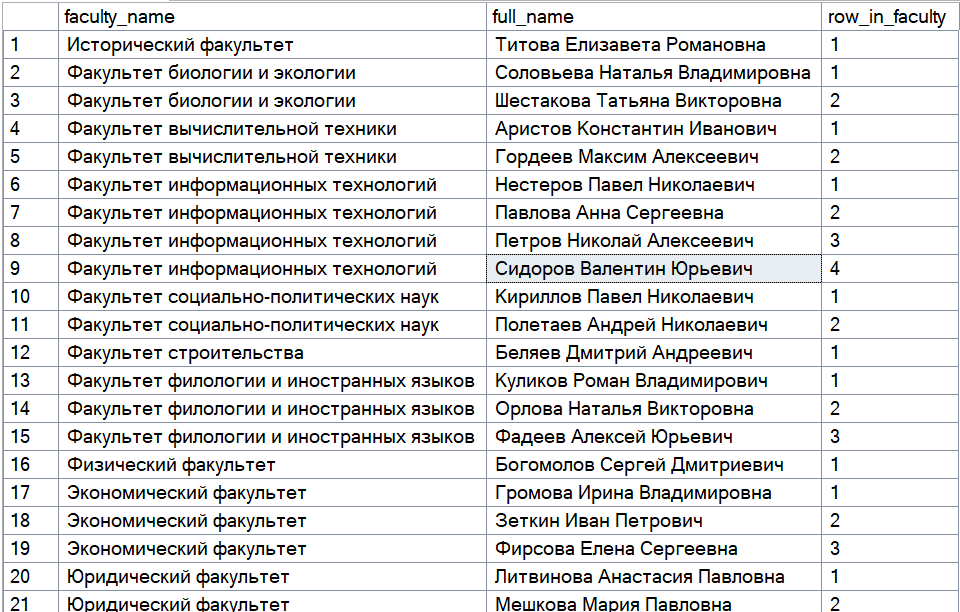 faculty_name full_name row_in_faculty
1 Исторический факультет Титова Елизавета Романовна 1
2 Факультет биологии и экологии Соловьева Наталья Владимировна 1
3 Факультет биологии и экологии Шестакова Татьяна Викторовна 2
4 Факультет вычислительной техники Аристов Константин Иванович 1
5 Факультет вычислительной техники Гордеев Максим Алексеевич 2
6 Факультет информационных технологий Нестеров Павел Николаевич 1
7 Факультет информационных технологий Павлова Анна Сергеевна 2
8 Факультет информационных технологий Петров Николай Алексеевич 3
9 Факультет информационных технологий Сидоров Валентин Юрьевич 4
10 Факультет социально-политических наук Кириллов Павел Николаевич 1
11 Факультет социально-политических наук Полетаев Андрей Николаевич 2
12 Факультет строительства Беляев Дмитрий Андреевич 1
13 Факультет филологии и иностранных языков Куликов Роман Владимирович 1
14 Факультет филологии и иностранных языков Орлова Наталья Викторовна 2
15 Факультет филологии и иностранных языков Фадеев Алексей Юрьевич 3
16 Физический факультет Богомолов Сергей Дмитриевич 1
17 Экономический факультет Громова Ирина Владимировна 1
18 Экономический факультет Зеткин Иван Петрович 2
19 Экономический факультет Фирсова Елена Сергеевна 3
20 Юридический факультет Литвинова Анастасия Павловна 1
21 Юридический факультет Мешкова Мария Павловна 2